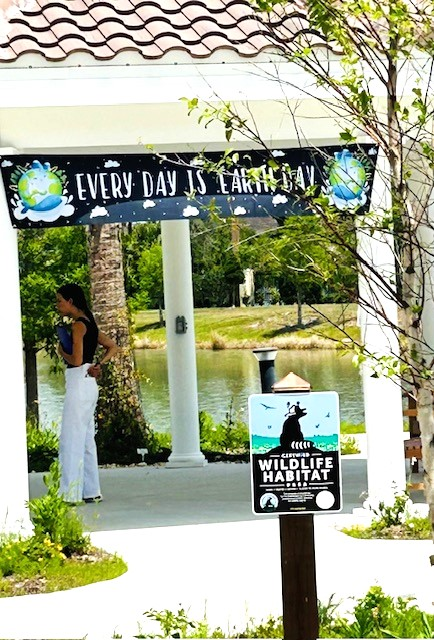 EVERY DAY IS EARTH DAY
CERTIFIED
WILDLIFE
HABITAT